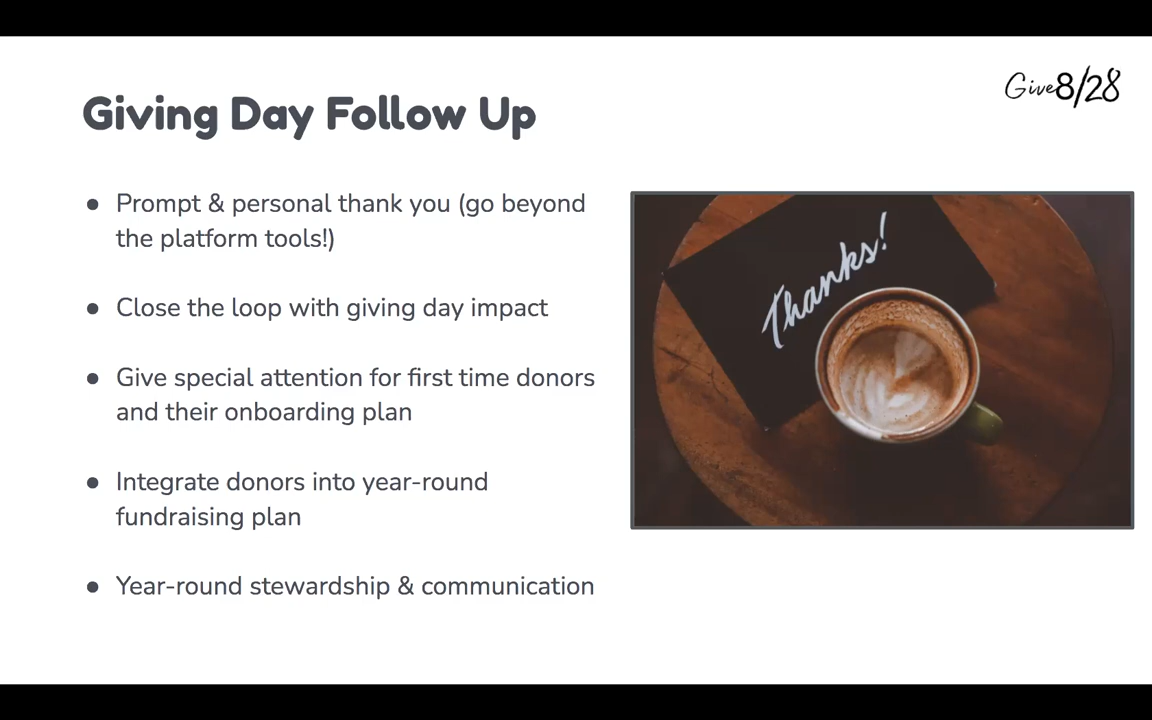 Give8/28
Giving Day Follow Up
● Prompt & personal thank you (go beyond
the platform tools!)
● Close the loop with giving day impact
● Give special attention for first time donors
and their onboarding plan
● Integrate donors into year-round
fundraising plan
● Year-round stewardship & communication
Thanks!